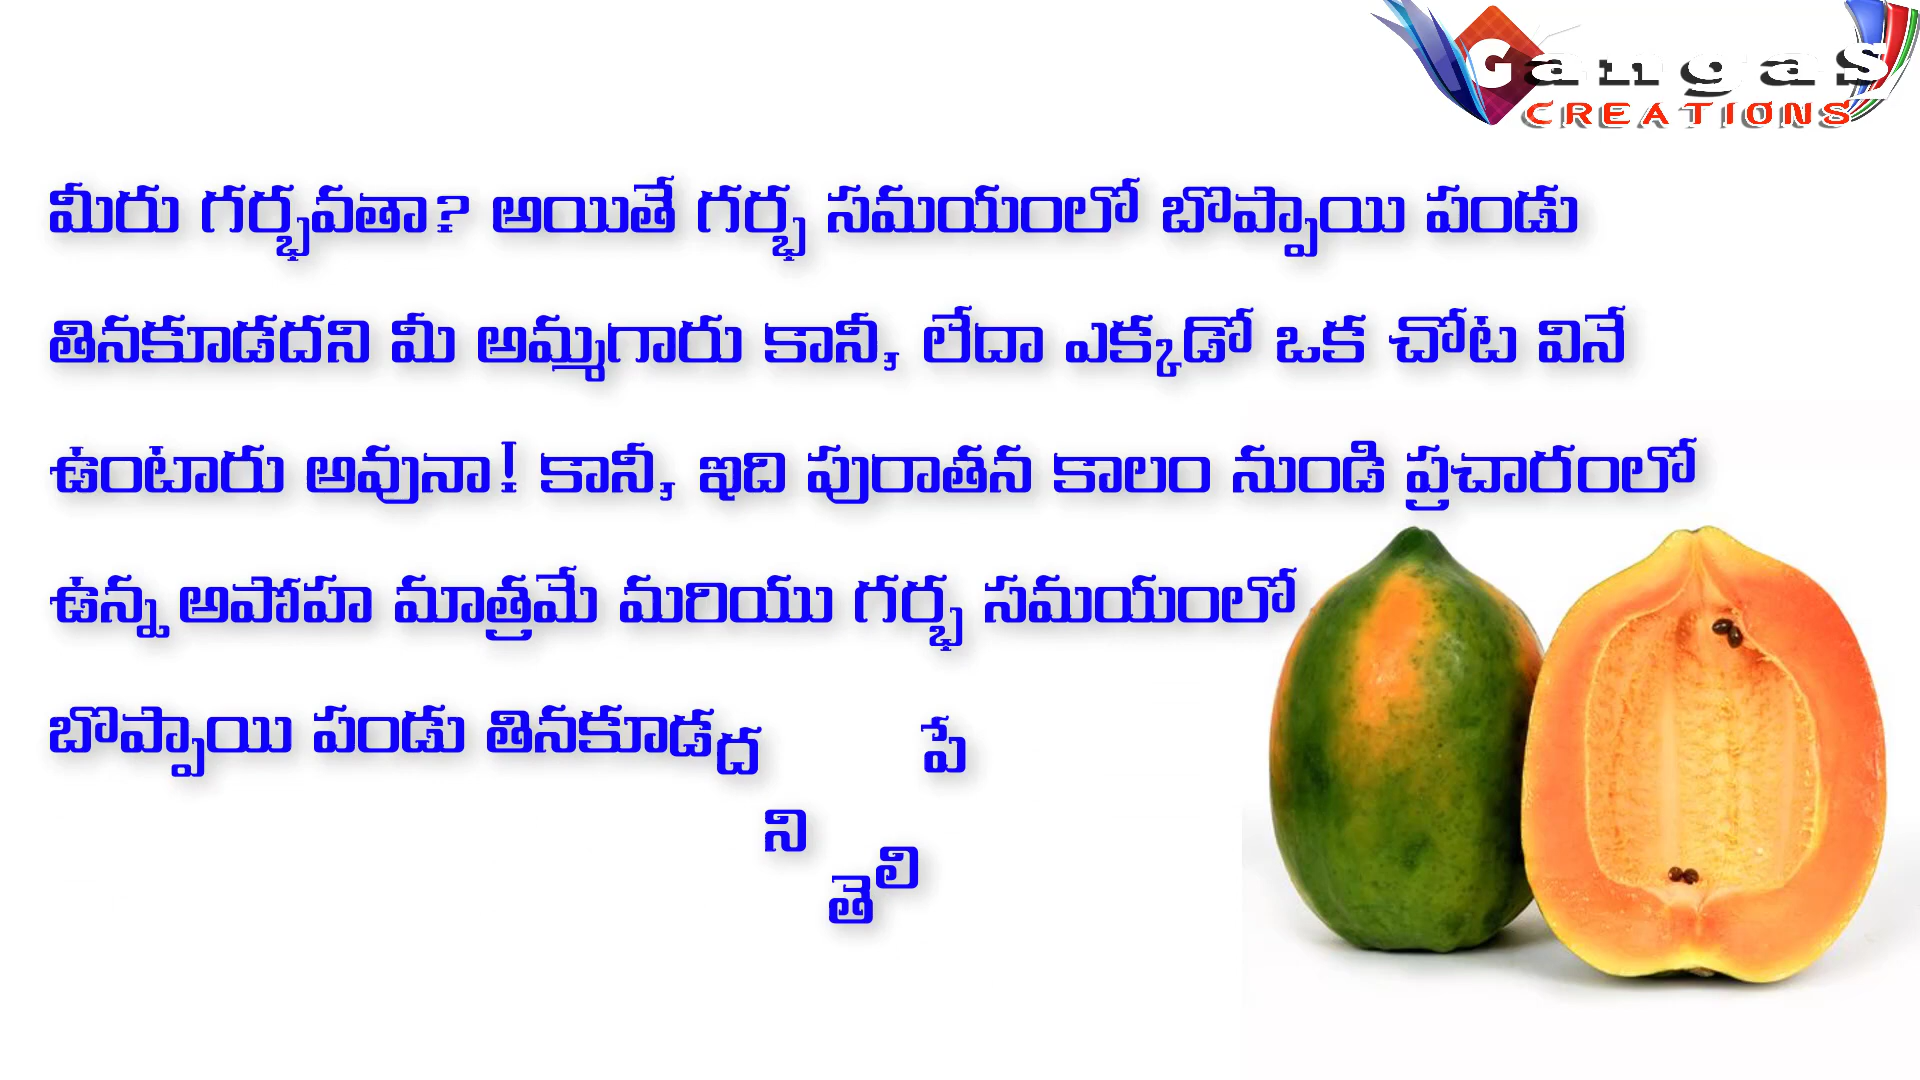 GangaS
CREATIONS
మీరు గర్భవతా? అయితే గర్భ సమయంలో బొప్పాయి పండు
తినకూడదని మీ అమ్మగారు కానీ, లేదా ఎక్కడో ఒక చోట వినే
ఉంటారు అవునా! కానీ, ఇది పురాతన కాలం నుండి ప్రచారంలో
ఉన్న అపోహ మాత్రమే మరియు గర్భ సమయంలో
బొప్పాయి పండు తినకూడదని తెలిపే